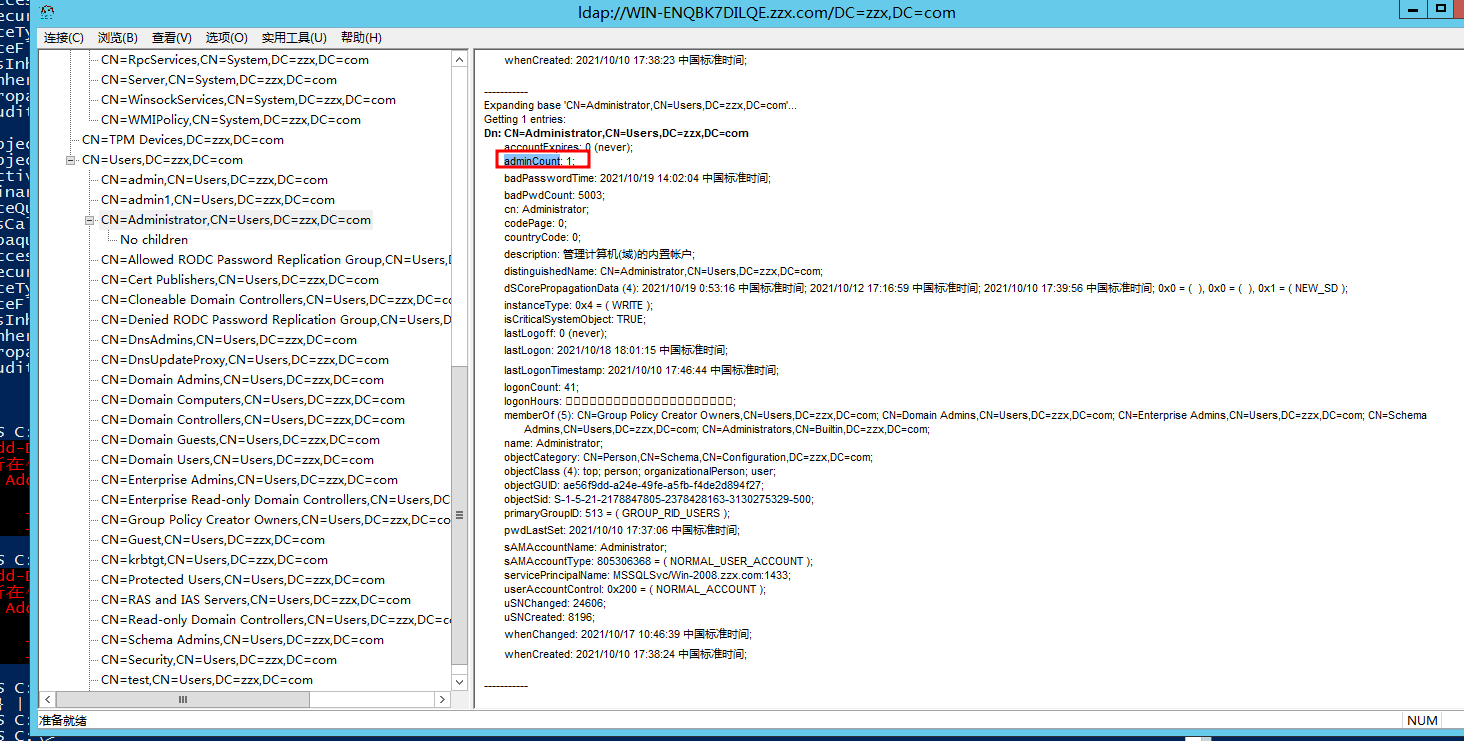 ldap://WIN-ENQBK7DILQE.zzx.com/DC=zzx,DC=com
连接(C) 浏览(B) 查看(V) 选项(O) 实用工具(U) 帮助(H)
CN=RpcServices,CN=System,DC=zzx,DC=com
CN=Server,CN=System,DC=zzx,DC=com
CN=WinsockServices,CN=System,DC=zzx,DC=com
CN=WMIPolicy,CN=System,DC=zzx,DC=com
CN=TPM Devices,DC=zzx,DC=com
CN=Users,DC=zzx,DC=com
CN=admin,CN=Users,DC=zzx,DC=com
CN=admin1,CN=Users,DC=zzx,DC=com
CN=Administrator,CN=Users,DC=zzx,DC=com
No children
CN=Allowed RODC Password Replication Group,CN=Users,
CN=Cert Publishers,CN=Users,DC=zzx,DC=com
CN=Cloneable Domain Controllers,CN=Users,DC=zzx,DC=co
CN=Denied RODC Password Replication Group,CN=Users,D
CN=DnsAdmins,CN=Users,DC=zzx,DC=com
CN=DnsUpdateProxy,CN=Users,DC=zzx,DC=com
CN=Domain Admins,CN=Users,DC=zzx,DC=com
CN=Domain Computers,CN=Users,DC=zzx,DC=com
CN=Domain Controllers,CN=Users,DC=zzx,DC=com
CN=Domain Guests,CN=Users,DC=zzx,DC=com
CN=Domain Users,CN=Users,DC=zzx,DC=com
CN=Enterprise Admins,CN=Users,DC=zzx,DC=com
CN=Enterprise Read-only Domain Controllers,CN=Users,DC
CN=Group Policy Creator Owners,CN=Users,DC=zzx,DC=co
CN=Guest,CN=Users,DC=zzx,DC=com
CN=krbtgt,CN=Users,DC=zzx,DC=com
CN=Protected Users,CN=Users,DC=zzx,DC=com
CN=RAS and IAS Servers,CN=Users,DC=zzx,DC=com
CN=Read-only Domain Controllers,CN=Users,DC=zzx,DC=c
CN=Schema Admins,CN=Users,DC=zzx,DC=com
CN=Security,CN=Users,DC=zzx,DC=com
CN=test,CN=Users,DC=zzx,DC=com
whenCreated: 2021/10/10 17:38:23 中国标准时间;
-----------
Expanding base 'CN=Administrator,CN=Users,DC=zzx,DC=com'...
Getting 1 entries:
Dn: CN=Administrator,CN=Users,DC=zzx,DC=com
accountExpires: 0 (never);
adminCount: 1;
badPasswordTime: 2021/10/19 14:02:04 中国标准时间;
badPwdCount: 5003;
cn: Administrator;
codePage: 0;
countryCode: 0;
description: 管理计算机(域)的内置帐户;
distinguishedName: CN=Administrator,CN=Users,DC=zzx,DC=com;
dSCorePropagationData (4): 2021/10/19 0:53:16 中国标准时间; 2021/10/12 17:16:59 中国标准时间; 2021/10/10 17:39:56 中国标准时间; 0x0 = (  ), 0x0 = (  ), 0x1 = ( NEW_SD );
instanceType: 0x4 = ( WRITE );
isCriticalSystemObject: TRUE;
lastLogoff: 0 (never);
lastLogon: 2021/10/18 18:01:15 中国标准时间;
lastLogonTimestamp: 2021/10/10 17:46:44 中国标准时间;
logonCount: 41;
logonHours: ;
memberOf (5): CN=Group Policy Creator Owners,CN=Users,DC=zzx,DC=com; CN=Domain Admins,CN=Users,DC=zzx,DC=com; CN=Enterprise Admins,CN=Users,DC=zzx,DC=com; CN=Schema
Admins,CN=Users,DC=zzx,DC=com; CN=Administrators,CN=Builtin,DC=zzx,DC=com;
name: Administrator;
objectCategory: CN=Person,CN=Schema,CN=Configuration,DC=zzx,DC=com;
objectClass (4): top; person; organizationalPerson; user;
objectGUID: ae56f9dd-a24e-49fe-a5fb-f4de2d894f27;
objectSid: S-1-5-21-2178847805-2378428163-3130275329-500;
primaryGroupID: 513 = ( GROUP_RID_USERS );
pwdLastSet: 2021/10/10 17:37:06 中国标准时间;
sAMAccountName: Administrator;
sAMAccountType: 805306368 = ( NORMAL_USER_ACCOUNT );
servicePrincipalName: MSSQLSvc/Win-2008.zzx.com:1433;
userAccountControl: 0x200 = ( NORMAL_ACCOUNT );
uSNChanged: 24606;
uSNCreated: 8196;
whenChanged: 2021/10/17 10:46:39 中国标准时间;
whenCreated: 2021/10/10 17:38:24 中国标准时间;
-----------
准备就绪
NUM